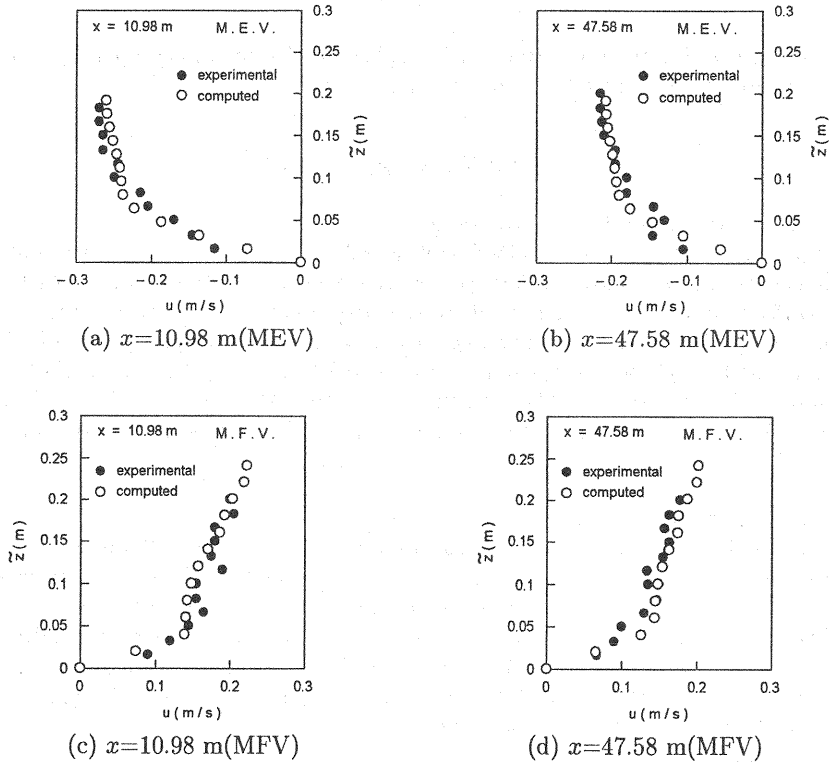 x = 10.98 m M.E.V.
experimental
computed
0.3
0.2
0.15
0.1
0.05
0
z̃ (m)
−0.3 −0.2 −0.1 0
u (m/s)
(a) x=10.98 m(MEV)
x = 47.58 m M.E.V.
experimental
computed
0.3
0.2
0.15
0.1
0.05
0
z̃ (m)
−0.3 −0.2 −0.1 0
u (m/s)
(b) x=47.58 m(MEV)
x = 10.98 m M.F.V.
experimental
computed
0.3
0.25
0.2
0.15
0.1
0.05
0
z̃ (m)
0 0.1 0.2 0.3
u (m/s)
(c) x=10.98 m(MFV)
x = 47.58 m M.F.V.
experimental
computed
0.3
0.25
0.2
0.15
0.1
0.05
0
z̃ (m)
0 0.1 0.2 0.3
u (m/s)
(d) x=47.58 m(MFV)